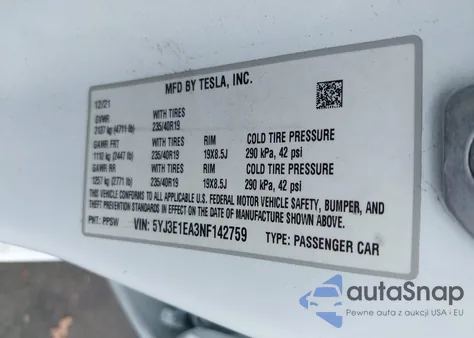 MFD BY TESLA, INC.
12/21
GVWR WITH TIRES
2137 kg (4711 lb) 235/40R19
GAWR FRT WITH TIRES RIM COLD TIRE PRESSURE
1110 kg (2447 lb) 235/40R19 19X8.5J 290 kPa, 42 psi
GAWR RR WITH TIRES RIM COLD TIRE PRESSURE
1257 kg (2771 lb) 235/40R19 19X8.5J 290 kPa, 42 psi
THIS VEHICLE CONFORMS TO ALL APPLICABLE U.S. FEDERAL MOTOR VEHICLE SAFETY, BUMPER, AND
THEFT PREVENTION STANDARDS IN EFFECT ON THE DATE OF MANUFACTURE SHOWN ABOVE.
PNT: PPSW VIN: 5YJ3E1EA3NF142759 TYPE: PASSENGER CAR
autoSnap
Pewne auta z aukcji USA i EU